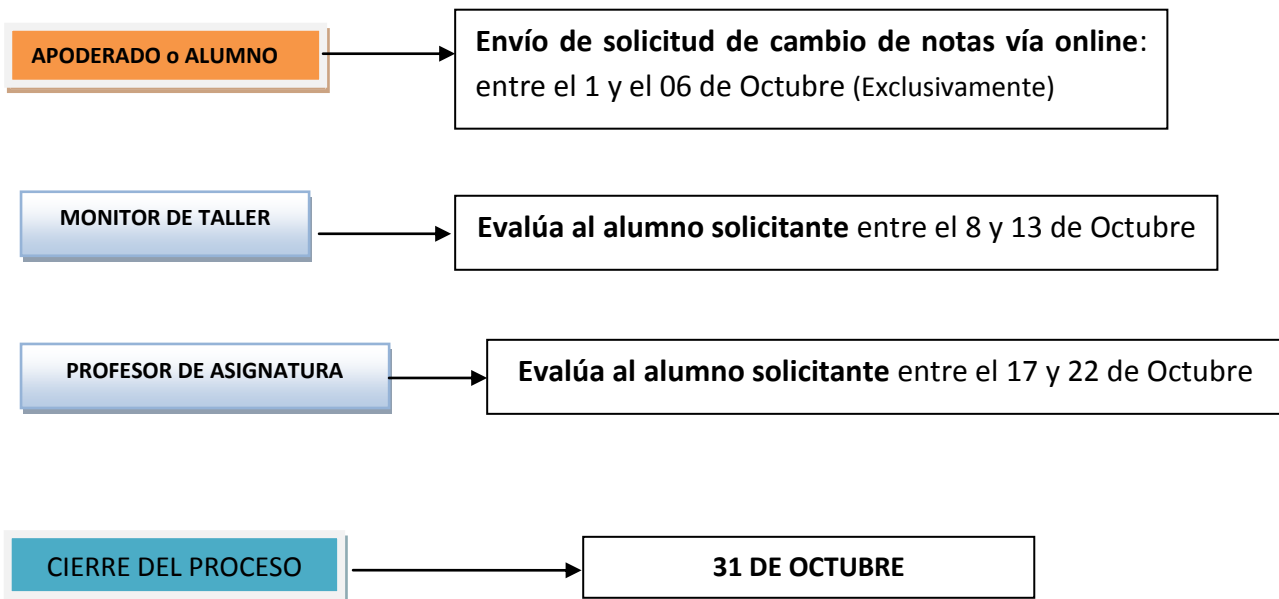 APODERADO o ALUMNO
Envío de solicitud de cambio de notas vía online:
entre el 1 y el 06 de Octubre (Exclusivamente)
MONITOR DE TALLER
Evalúa al alumno solicitante entre el 8 y 13 de Octubre
PROFESOR DE ASIGNATURA
Evalúa al alumno solicitante entre el 17 y 22 de Octubre
CIERRE DEL PROCESO
31 DE OCTUBRE